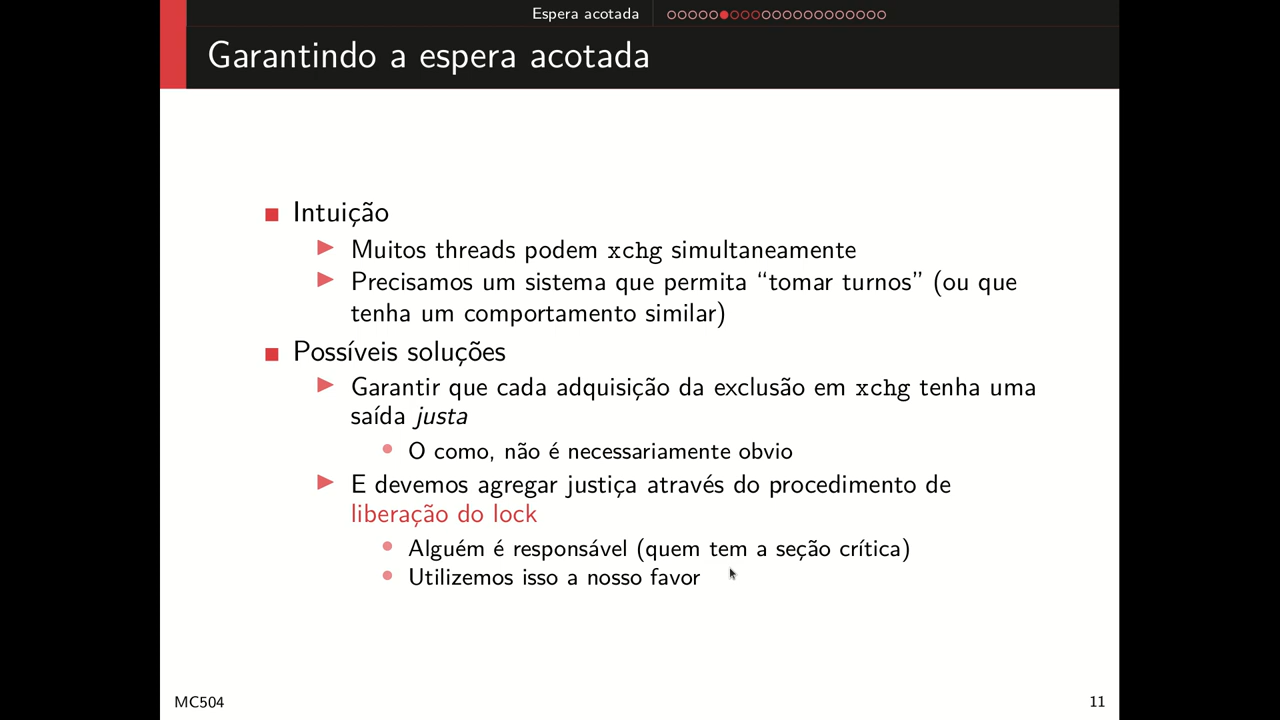 Espera acotada
Garantindo a espera acotada
Intuição
Muitos threads podem xchg simultaneamente
Precisamos um sistema que permita “tomar turnos” (ou que
tenha um comportamento similar)
Possíveis soluções
Garantir que cada adquisição da exclusão em xchg tenha uma
saída justa
O como, não é necessariamente obvio
E devemos agregar justiça através do procedimento de
liberação do lock
Alguém é responsável (quem tem a seção crítica)
Utilizemos isso a nosso favor
MC504
11